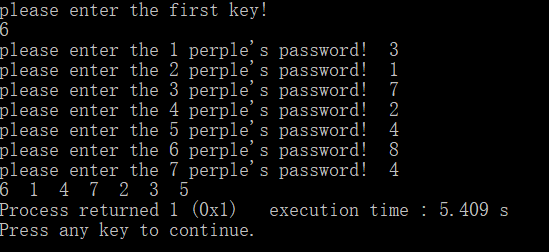 please enter the first key!
6
please enter the 1 perple's password!  3
please enter the 2 perple's password!  1
please enter the 3 perple's password!  7
please enter the 4 perple's password!  2
please enter the 5 perple's password!  4
please enter the 6 perple's password!  8
please enter the 7 perple's password!  4
6  1  4  7  2  3  5
Process returned 1 (0x1)   execution time : 5.409 s
Press any key to continue.